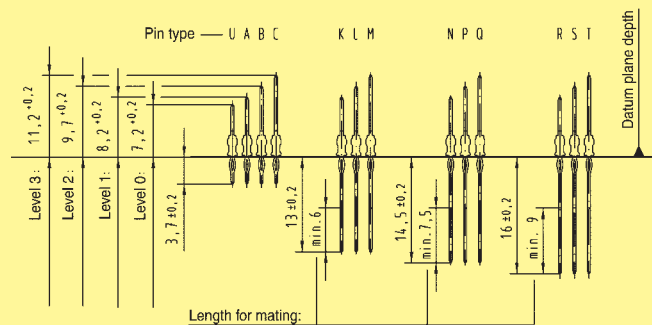 Pin type — U A B C K L M N P Q R S T
Datum plane depth
Level 3: 11,2 +0,2
Level 2: 9,7 +0,2
Level 1: 8,2 +0,2
Level 0: 7,2 +0,2
3,7 ±0,2
13 ±0,2
min. 6
14,5 ±0,2
min. 7,5
16 ±0,2
min. 9
Length for mating: